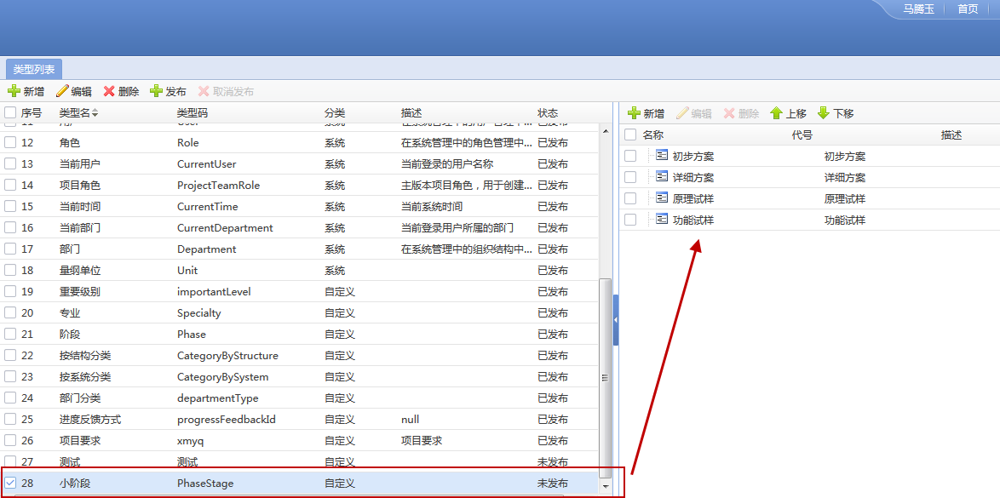 马腾玉 首页
类型列表
新增 编辑 删除 发布 取消发布
序号 类型名 类型码 分类 描述 状态
12 角色 Role 系统 在系统管理中的角色管理中... 已发布
13 当前用户 CurrentUser 系统 当前登录的用户名称 已发布
14 项目角色 ProjectTeamRole 系统 主版本项目角色，用于创建... 已发布
15 当前时间 CurrentTime 系统 当前系统时间 已发布
16 当前部门 CurrentDepartment 系统 当前登录用户所属的部门 已发布
17 部门 Department 系统 在系统管理中的组织结构中... 已发布
18 量纲单位 Unit 系统 已发布
19 重要级别 importantLevel 自定义 已发布
20 专业 Specialty 自定义 已发布
21 阶段 Phase 自定义 已发布
22 按结构分类 CategoryByStructure 自定义 已发布
23 按系统分类 CategoryBySystem 自定义 已发布
24 部门分类 departmentType 自定义 已发布
25 进度反馈方式 progressFeedbackId 自定义 null 已发布
26 项目要求 xmyq 自定义 项目要求 已发布
27 测试 测试 自定义 未发布
28 小阶段 PhaseStage 自定义 未发布
新增 编辑 删除 上移 下移
名称 代号 描述
初步方案 初步方案
详细方案 详细方案
原理试样 原理试样
功能试样 功能试样